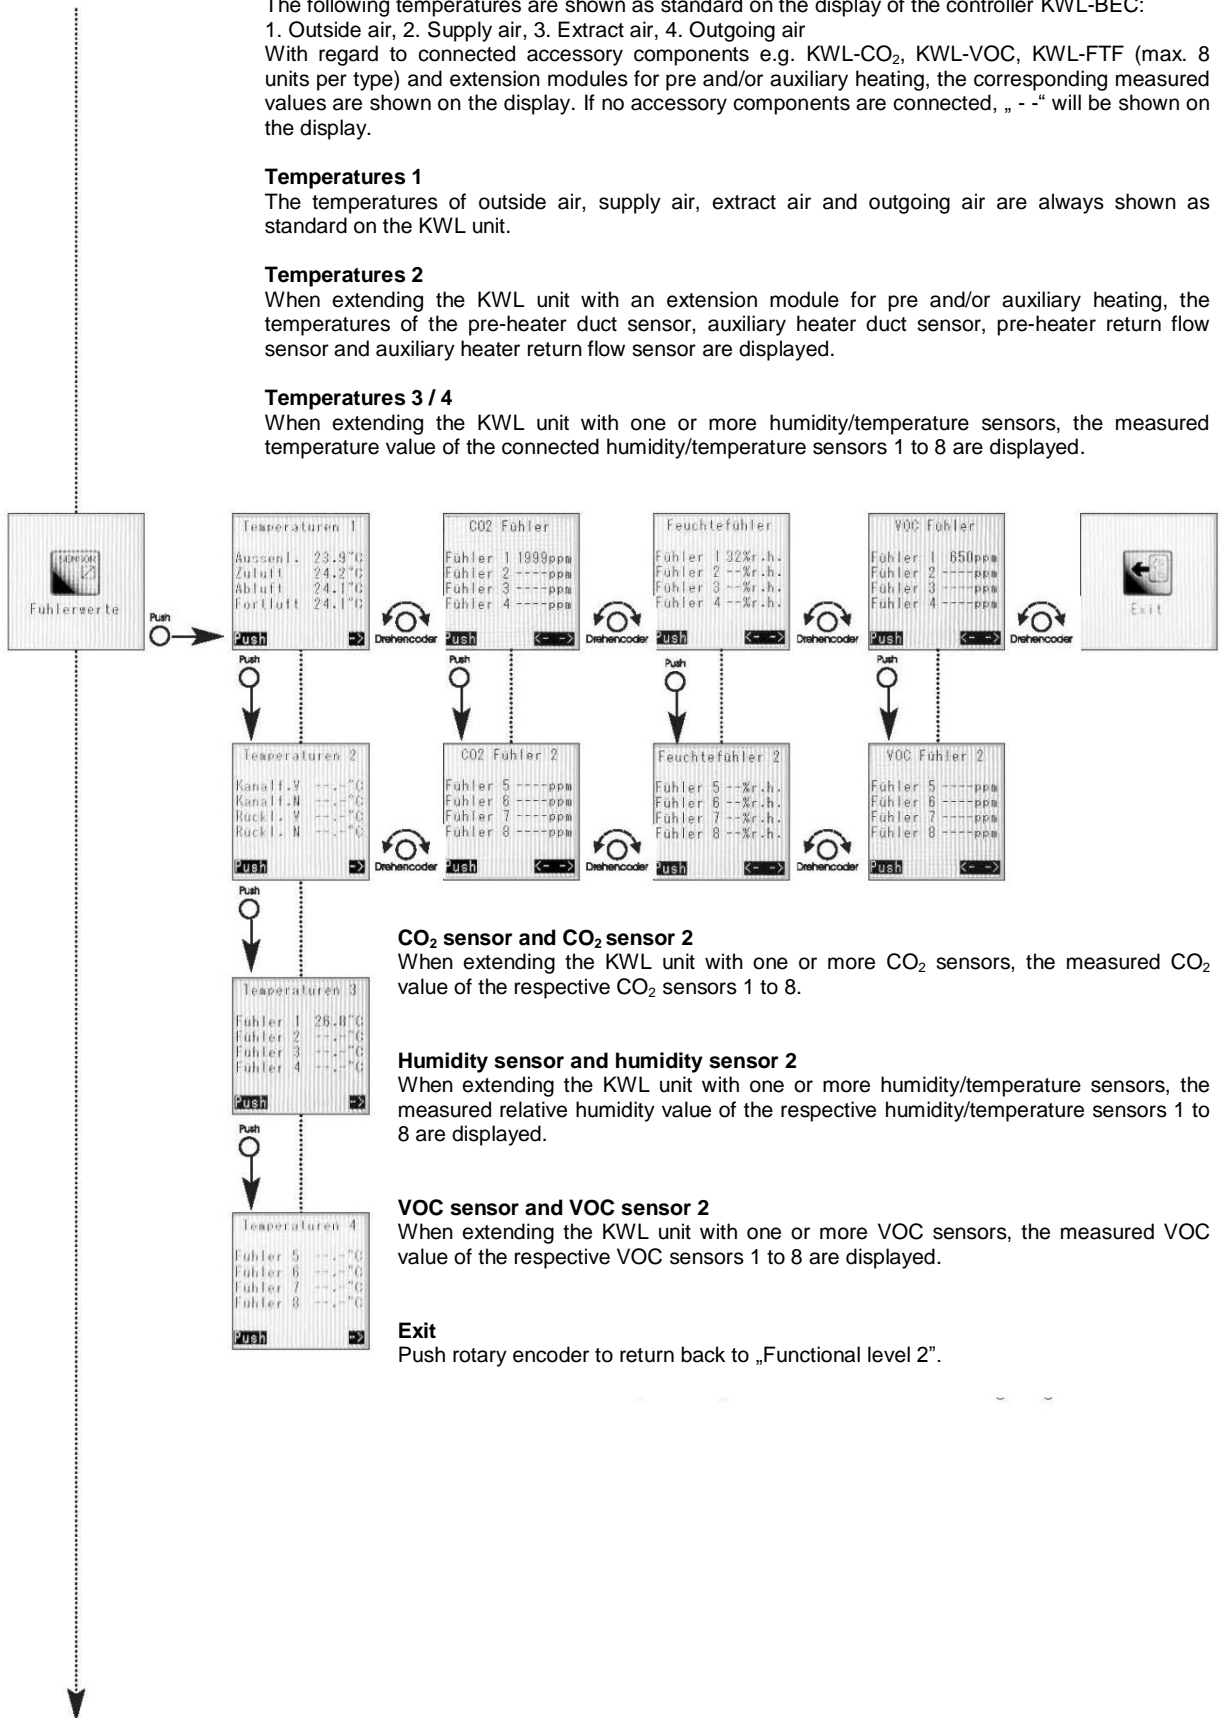 The following temperatures are shown as standard on the display of the controller KWL-BEC:
1. Outside air, 2. Supply air, 3. Extract air, 4. Outgoing air
With regard to connected accessory components e.g. KWL-CO₂, KWL-VOC, KWL-FTF (max. 8
units per type) and extension modules for pre and/or auxiliary heating, the corresponding measured
values are shown on the display. If no accessory components are connected, „ - -“ will be shown on
the display.
Temperatures 1
The temperatures of outside air, supply air, extract air and outgoing air are always shown as
standard on the KWL unit.
Temperatures 2
When extending the KWL unit with an extension module for pre and/or auxiliary heating, the
temperatures of the pre-heater duct sensor, auxiliary heater duct sensor, pre-heater return flow
sensor and auxiliary heater return flow sensor are displayed.
Temperatures 3 / 4
When extending the KWL unit with one or more humidity/temperature sensors, the measured
temperature value of the connected humidity/temperature sensors 1 to 8 are displayed.
SENSOR
Fühlerwerte
Push
Temperaturen 1
Aussenl. 23.9°C
Zuluft 24.2°C
Abluft 24.1°C
Fortluft 24.1°C
Push ->
Drehencoder
CO2 Fühler
Fühler 1 1999ppm
Fühler 2 ----ppm
Fühler 3 ----ppm
Fühler 4 ----ppm
Push <- ->
Drehencoder
Feuchtefühler
Fühler 1 32%r.h.
Fühler 2 --%r.h.
Fühler 3 --%r.h.
Fühler 4 --%r.h.
Push <- ->
Drehencoder
VOC Fühler
Fühler 1 650ppm
Fühler 2 ----ppm
Fühler 3 ----ppm
Fühler 4 ----ppm
Push <- ->
Drehencoder
Exit
Push
Push
Push
Push
Temperaturen 2
Kanalf.V --.-°C
Kanalf.N --.-°C
Rückl. V --.-°C
Rückl. N --.-°C
Push ->
Drehencoder
CO2 Fühler 2
Fühler 5 ----ppm
Fühler 6 ----ppm
Fühler 7 ----ppm
Fühler 8 ----ppm
Push <- ->
Drehencoder
Feuchtefühler 2
Fühler 5 --%r.h.
Fühler 6 --%r.h.
Fühler 7 --%r.h.
Fühler 8 --%r.h.
Push <- ->
Drehencoder
VOC Fühler 2
Fühler 5 ----ppm
Fühler 6 ----ppm
Fühler 7 ----ppm
Fühler 8 ----ppm
Push <- ->
Push
Temperaturen 3
Fühler 1 26.8°C
Fühler 2 --.-°C
Fühler 3 --.-°C
Fühler 4 --.-°C
Push ->
Push
Temperaturen 4
Fühler 5 --.-°C
Fühler 6 --.-°C
Fühler 7 --.-°C
Fühler 8 --.-°C
Push ->
CO₂ sensor and CO₂ sensor 2
When extending the KWL unit with one or more CO₂ sensors, the measured CO₂
value of the respective CO₂ sensors 1 to 8.
Humidity sensor and humidity sensor 2
When extending the KWL unit with one or more humidity/temperature sensors, the
measured relative humidity value of the respective humidity/temperature sensors 1 to
8 are displayed.
VOC sensor and VOC sensor 2
When extending the KWL unit with one or more VOC sensors, the measured VOC
value of the respective VOC sensors 1 to 8 are displayed.
Exit
Push rotary encoder to return back to „Functional level 2”.